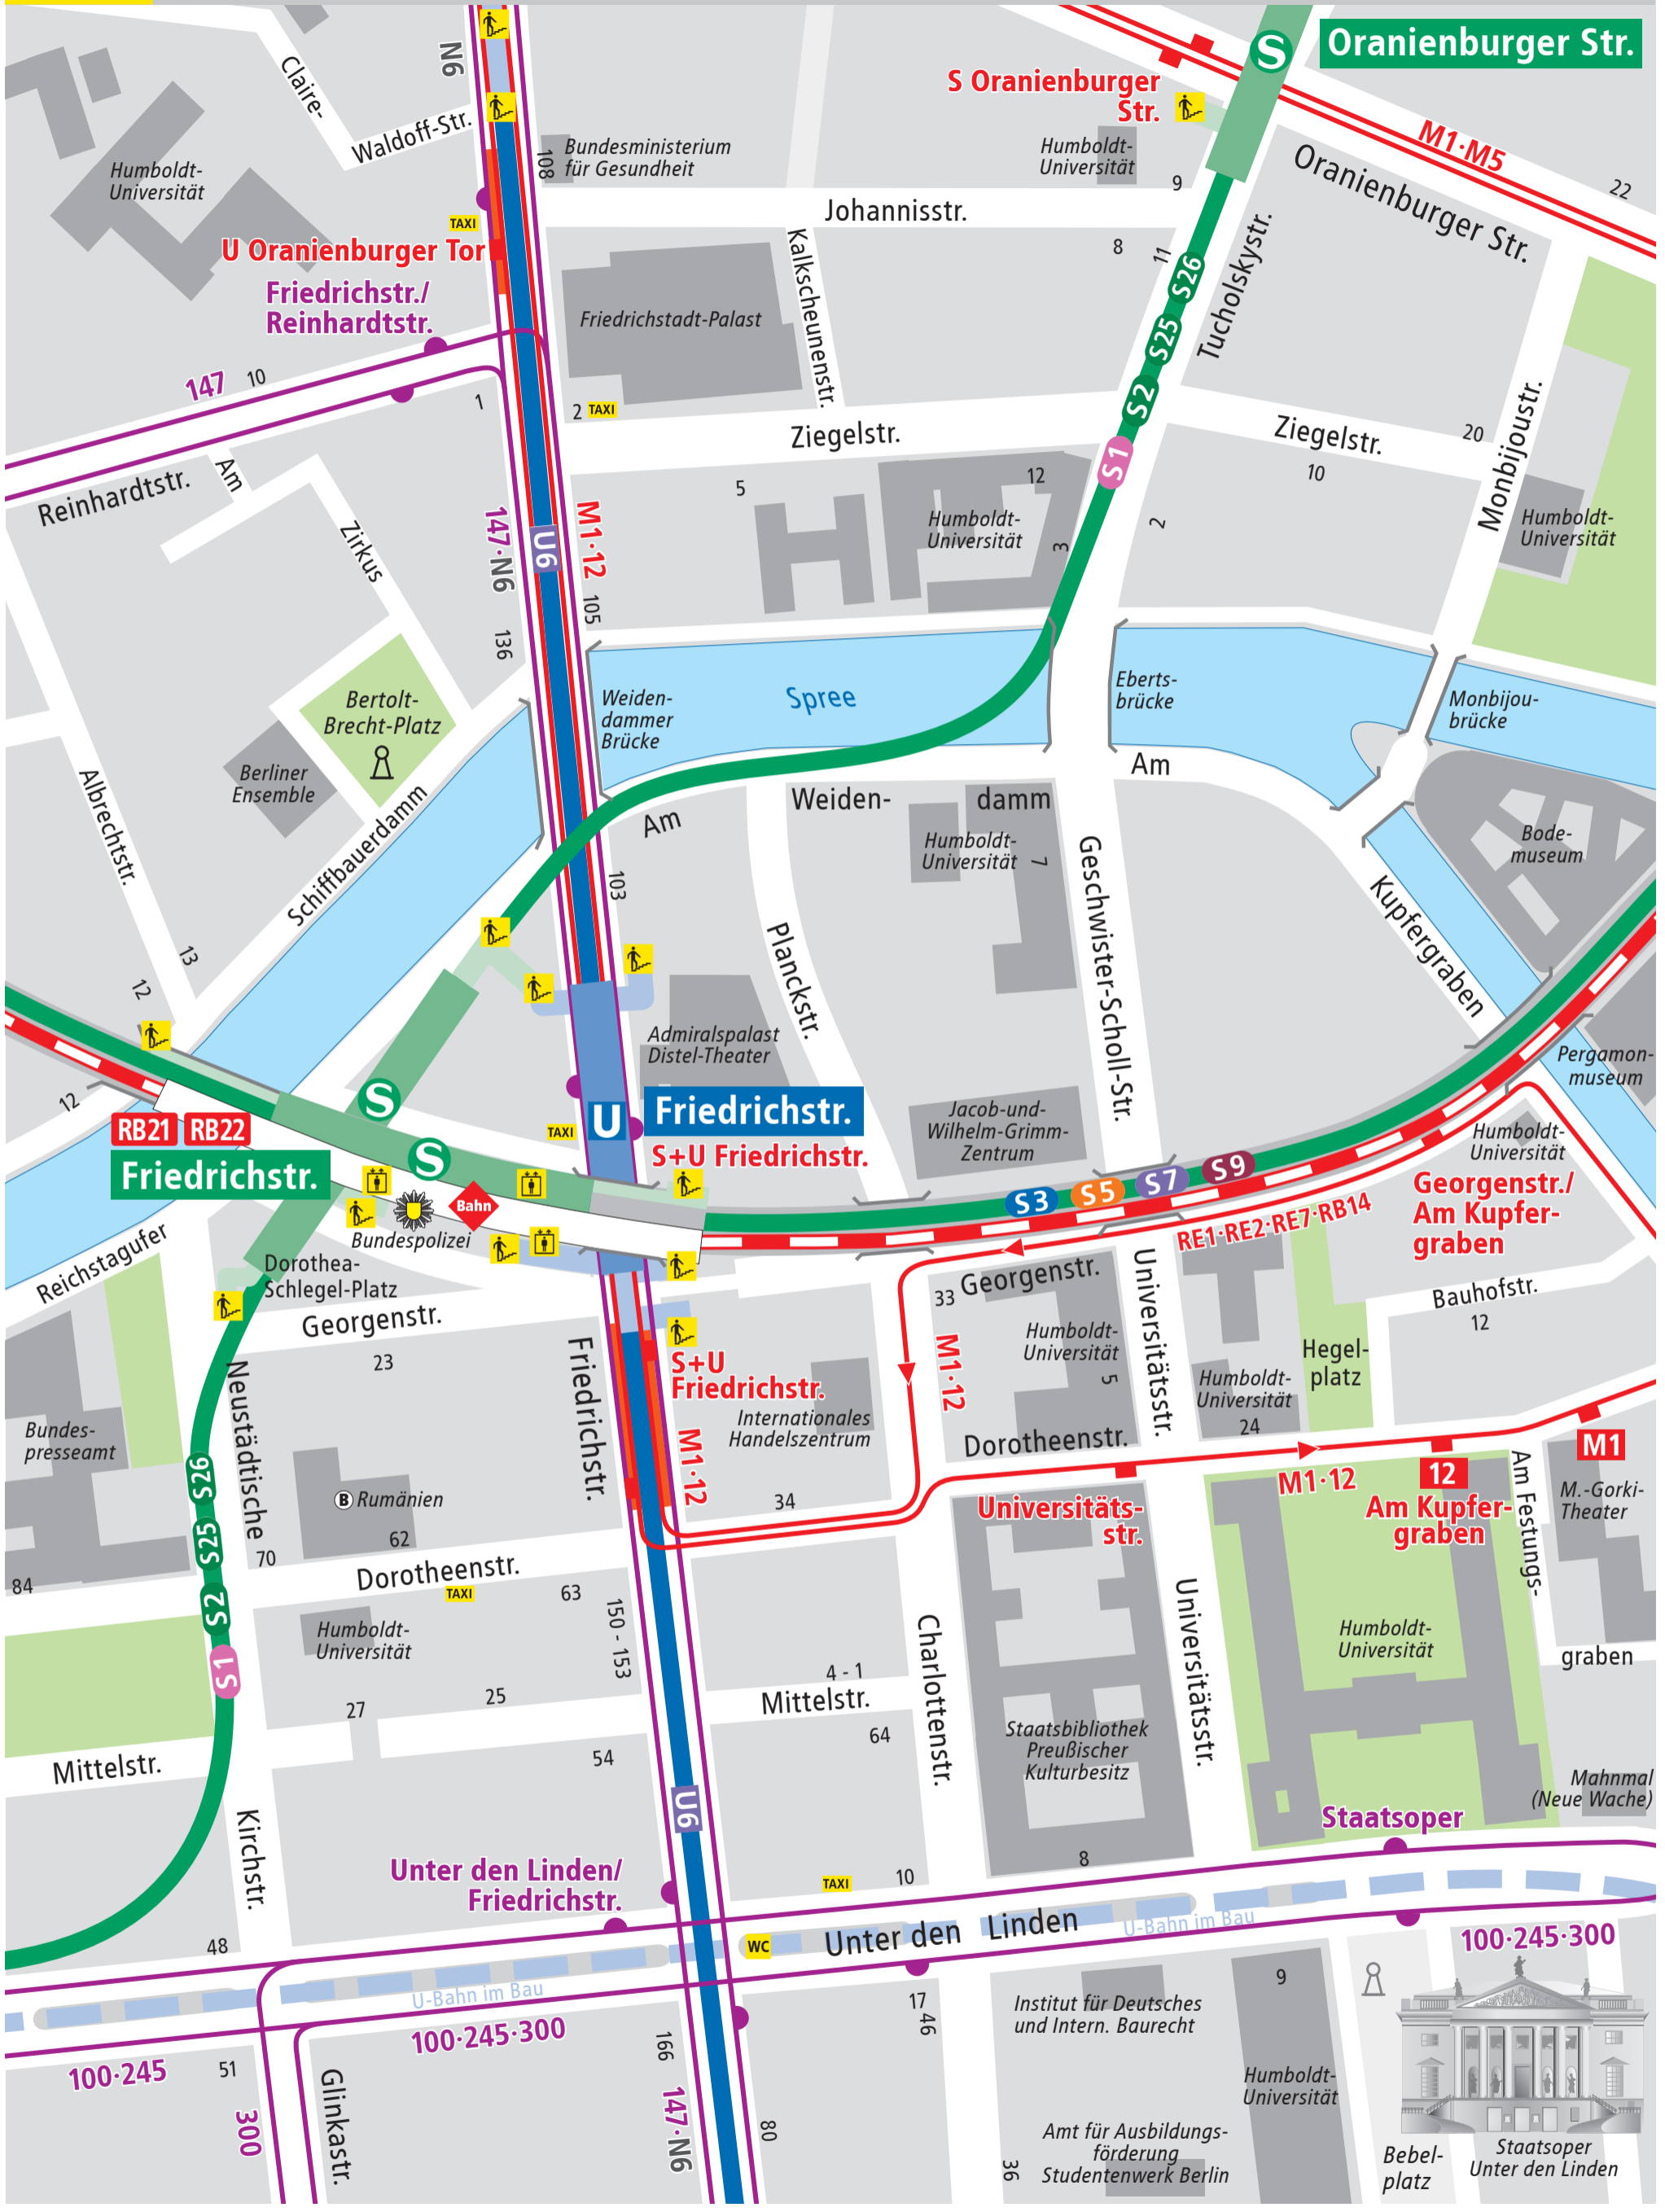 Oranienburger Str.
S
N6
Claire-
Waldoff-Str.
S Oranienburger
Str.
M1·M5
Humboldt-
Universität
108
Bundesministerium
für Gesundheit
Humboldt-
Universität
9
Oranienburger Str.
22
TAXI
Johannisstr.
U Oranienburger Tor
Kalkscheunenstr.
8
11
S26
Tucholskystr.
Friedrichstr./
Reinhardtstr.
Friedrichstadt-Palast
S25
147
10
1
2
TAXI
S2
Ziegelstr.
Ziegelstr.
20
Monbijoustr.
Reinhardtstr.
Am
Zirkus
147·N6
U6
M1·12
5
12
S1
10
Humboldt-
Universität
3
2
Humboldt-
Universität
105
136
Bertolt-
Brecht-Platz
Weiden-
dammer
Brücke
Spree
Eberts-
brücke
Monbijou-
brücke
Berliner
Ensemble
Albrechtstr.
Schiffbauerdamm
Am
Weiden-
damm
Am
Humboldt-
Universität
7
Bode-
museum
103
Planckstr.
Geschwister-Scholl-Str.
Kupfergraben
13
12
12
Admiralspalast
Distel-Theater
Pergamon-
museum
S
RB21
RB22
Friedrichstr.
S
TAXI
U
Friedrichstr.
S+U Friedrichstr.
Jacob-und-
Wilhelm-Grimm-
Zentrum
Humboldt-
Universität
S3
S5
S7
S9
Bahn
Bundespolizei
RE1·RE2·RE7·RB14
Georgenstr./
Am Kupfer-
graben
Reichstagufer
Dorothea-
Schlegel-Platz
Georgenstr.
33
Georgenstr.
Universitätsstr.
Bauhofstr.
12
23
Friedrichstr.
S+U
Friedrichstr.
M1·12
Humboldt-
Universität
5
Hegel-
platz
Humboldt-
Universität
24
Neustädtische
Bundes-
presseamt
Internationales
Handelszentrum
M1·12
Dorotheenstr.
M1·12
12
M1
S26
B
Rumänien
34
Universitäts-
str.
Am Kupfer-
graben
Am Festungs-
M.-Gorki-
Theater
S25
62
70
Dorotheenstr.
TAXI
84
63
S2
Humboldt-
Universität
150 - 153
Charlottenstr.
Universitätsstr.
Humboldt-
Universität
graben
S1
4 - 1
27
25
Mittelstr.
64
Staatsbibliothek
Preußischer
Kulturbesitz
Mittelstr.
54
Kirchstr.
U6
Mahnmal
(Neue Wache)
Staatsoper
8
Unter den Linden/
Friedrichstr.
TAXI
10
48
WC
Unter den Linden
U-Bahn im Bau
100·245·300
U-Bahn im Bau
100·245·300
17
46
Institut für Deutsches
und Intern. Baurecht
9
100·245
51
166
300
Glinkastr.
147·N6
80
Humboldt-
Universität
Amt für Ausbildungs-
förderung
Studentenwerk Berlin
36
Bebel-
platz
Staatsoper
Unter den Linden